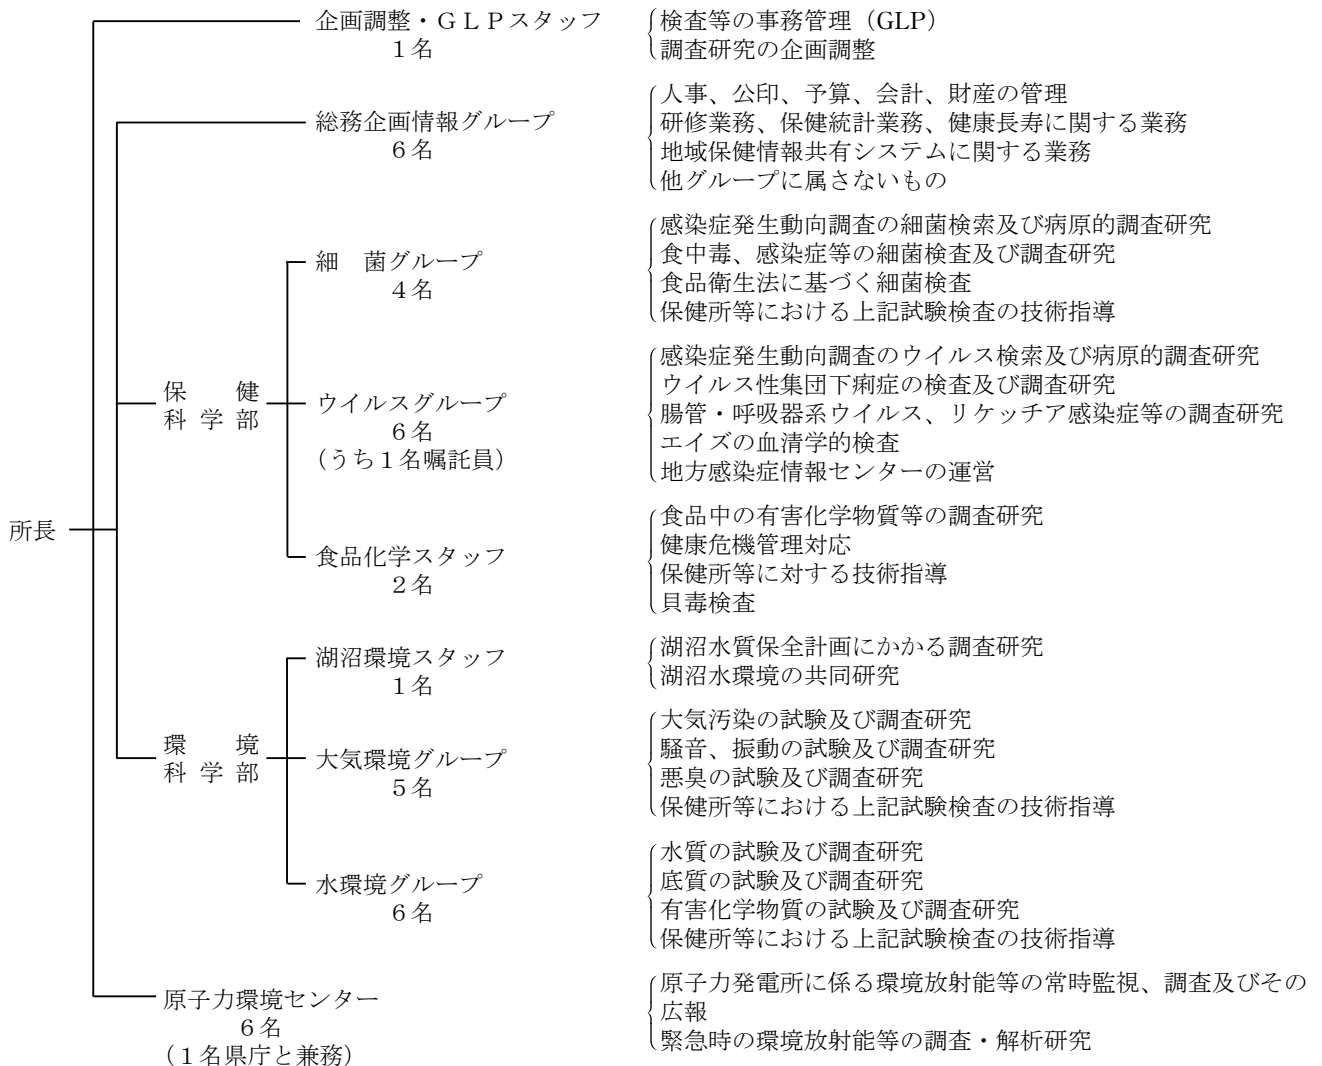 企画調整・ＧＬＰスタッフ
１名
検査等の事務管理（GLP）
調査研究の企画調整
総務企画情報グループ
６名
人事、公印、予算、会計、財産の管理
研修業務、保健統計業務、健康長寿に関する業務
地域保健情報共有システムに関する業務
他グループに属さないもの
保　健
科学部
細　菌グループ
４名
感染症発生動向調査の細菌検索及び病原的調査研究
食中毒、感染症等の細菌検査及び調査研究
食品衛生法に基づく細菌検査
保健所等における上記試験検査の技術指導
ウイルスグループ
６名
（うち１名嘱託員）
感染症発生動向調査のウイルス検索及び病原的調査研究
ウイルス性集団下痢症の検査及び調査研究
腸管・呼吸器系ウイルス、リケッチア感染症等の調査研究
エイズの血清学的検査
地方感染症情報センターの運営
所長
食品化学スタッフ
２名
食品中の有害化学物質等の調査研究
健康危機管理対応
保健所等に対する技術指導
貝毒検査
環　境
科学部
湖沼環境スタッフ
１名
湖沼水質保全計画にかかる調査研究
湖沼水環境の共同研究
大気環境グループ
５名
大気汚染の試験及び調査研究
騒音、振動の試験及び調査研究
悪臭の試験及び調査研究
保健所等における上記試験検査の技術指導
水環境グループ
６名
水質の試験及び調査研究
底質の試験及び調査研究
有害化学物質の試験及び調査研究
保健所等における上記試験検査の技術指導
原子力環境センター
６名
（１名県庁と兼務）
原子力発電所に係る環境放射能等の常時監視、調査及びその
広報
緊急時の環境放射能等の調査・解析研究